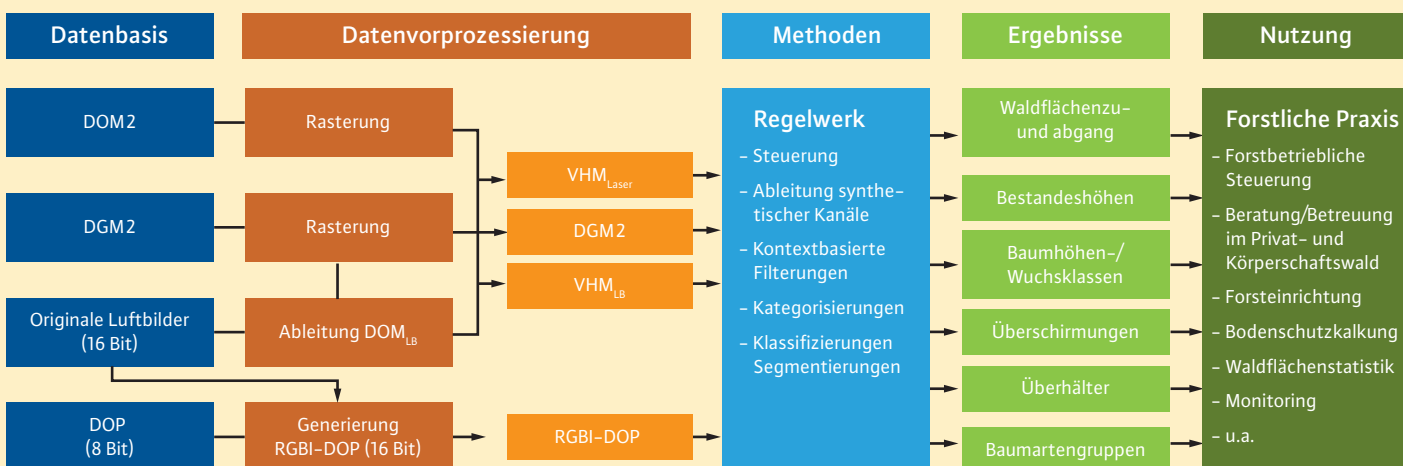 Datenbasis
Datenvorprozessierung
Methoden
Ergebnisse
Nutzung
DOM2
DGM2
Originale Luftbilder
(16 Bit)
DOP
(8 Bit)
Rasterung
Rasterung
Ableitung DOM_LB
Generierung
RGBI-DOP (16 Bit)
VHM_Laser
DGM2
VHM_LB
RGBI-DOP
Regelwerk
- Steuerung
- Ableitung synthe-
tischer Kanäle
- Kontextbasierte
Filterungen
- Kategorisierungen
- Klassifizierungen
Segmentierungen
Waldflächenzu-
und abgang
Bestandeshöhen
Baumhöhen-/
Wuchsklassen
Überschirmungen
Überhälter
Baumartengruppen
Forstliche Praxis
- Forstbetriebliche
Steuerung
- Beratung/Betreuung
im Privat- und
Körperschaftswald
- Forsteinrichtung
- Bodenschutzkalkung
- Waldflächenstatistik
- Monitoring
- u.a.